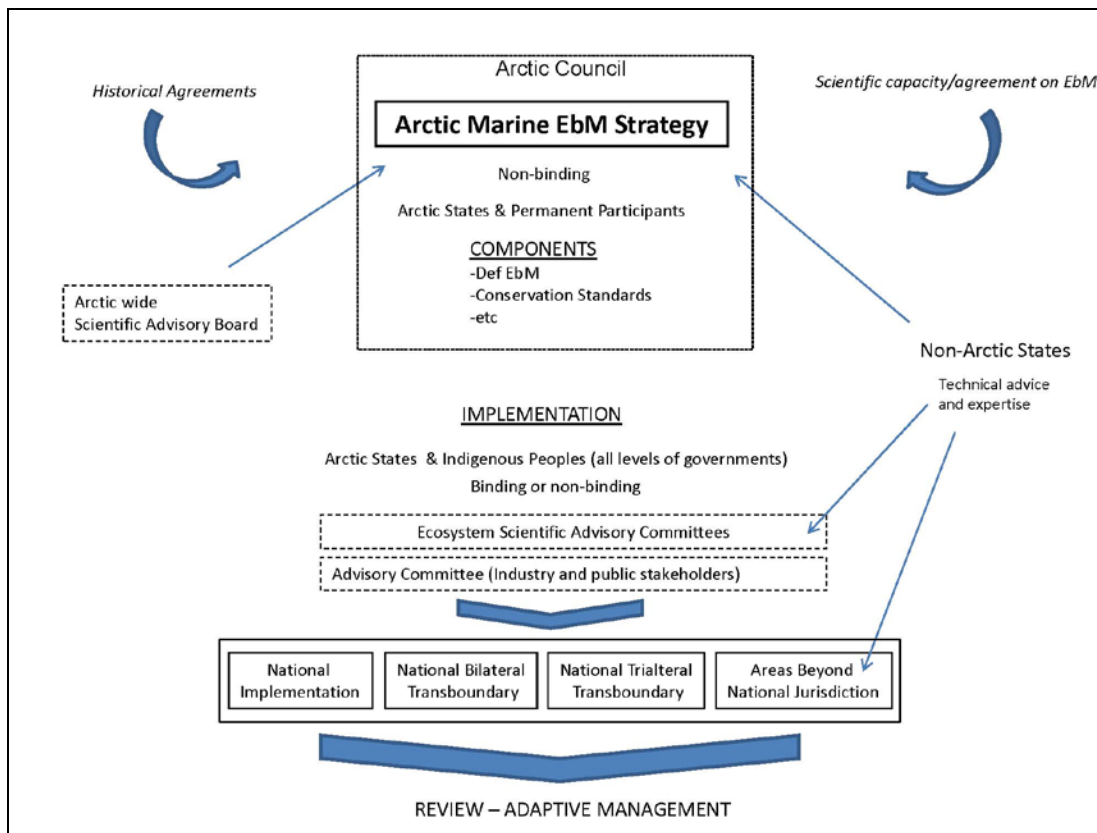 Arctic Council
Historical Agreements
Scientific capacity/agreement on EbM
Arctic Marine EbM Strategy
Non-binding
Arctic States & Permanent Participants
COMPONENTS
-Def EbM
-Conservation Standards
-etc
Arctic wide
Scientific Advisory Board
Non-Arctic States
Technical advice
and expertise
IMPLEMENTATION
Arctic States & Indigenous Peoples (all levels of governments)
Binding or non-binding
Ecosystem Scientific Advisory Committees
Advisory Committee (Industry and public stakeholders)
National
Implementation
National Bilateral
Transboundary
National Trialteral
Transboundary
Areas Beyond
National Jurisdiction
REVIEW – ADAPTIVE MANAGEMENT